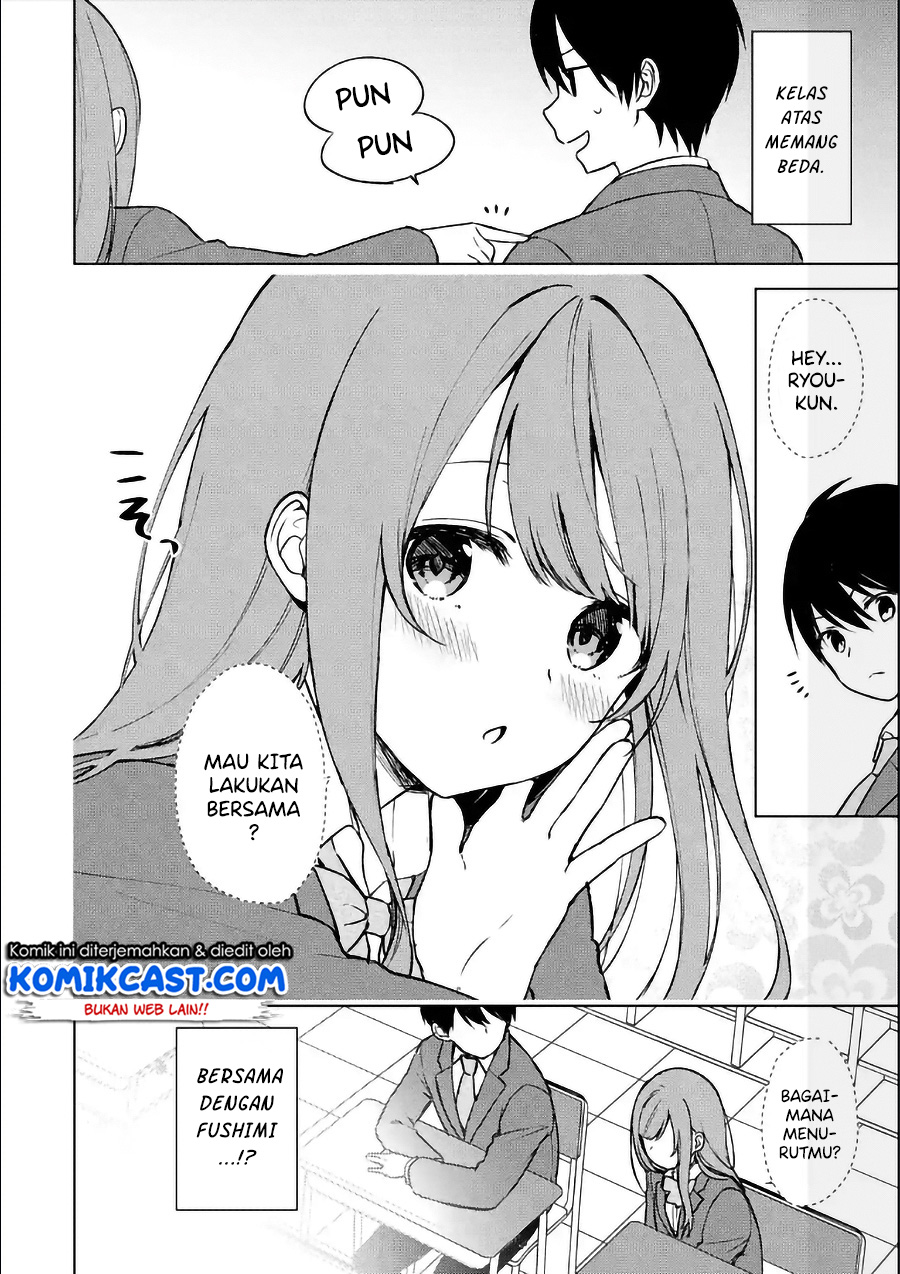 KELAS
ATAS
MEMANG
BEDA.
PUN
PUN
HEY...
RYOU-
KUN.
MAU KITA
LAKUKAN
BERSAMA
?
Komik ini diterjemahkan & diedit oleh
KOMIKCAST.COM
BUKAN WEB LAIN!!
BAGAI-
MANA
MENU-
RUTMU?
BERSAMA
DENGAN
FUSHIMI
...!?